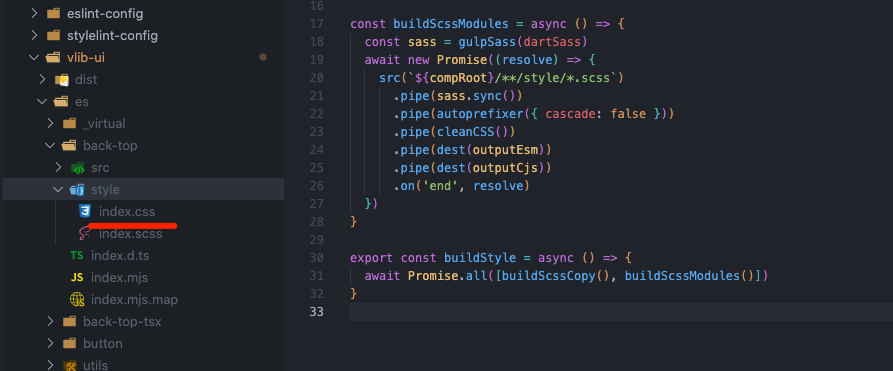 eslint-config
stylelint-config
vlib-ui
dist
es
_virtual
back-top
src
style
index.css
index.scss
TS index.d.ts
JS index.mjs
index.mjs.map
back-top-tsx
button
utils
16
17 const buildScssModules = async () => {
18 const sass = gulpSass(dartSass)
19 await new Promise((resolve) => {
20 src(`${compRoot}/**/style/*.scss`)
21 .pipe(sass.sync())
22 .pipe(autoprefixer({ cascade: false }))
23 .pipe(cleanCSS())
24 .pipe(dest(outputEsm))
25 .pipe(dest(outputCjs))
26 .on('end', resolve)
27 })
28 }
29
30 export const buildStyle = async () => {
31 await Promise.all([buildScssCopy(), buildScssModules()])
32 }
33